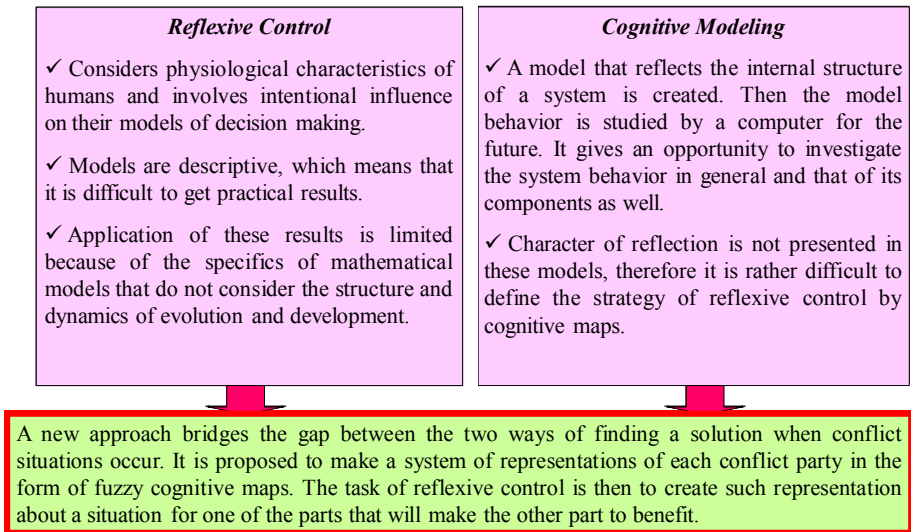 Reflexive Control
✓ Considers physiological characteristics of
humans and involves intentional influence
on their models of decision making.
✓ Models are descriptive, which means that
it is difficult to get practical results.
✓ Application of these results is limited
because of the specifics of mathematical
models that do not consider the structure and
dynamics of evolution and development.
Cognitive Modeling
✓ A model that reflects the internal structure
of a system is created. Then the model
behavior is studied by a computer for the
future. It gives an opportunity to investigate
the system behavior in general and that of its
components as well.
✓ Character of reflection is not presented in
these models, therefore it is rather difficult to
define the strategy of reflexive control by
cognitive maps.
A new approach bridges the gap between the two ways of finding a solution when conflict
situations occur. It is proposed to make a system of representations of each conflict party in the
form of fuzzy cognitive maps. The task of reflexive control is then to create such representation
about a situation for one of the parts that will make the other part to benefit.